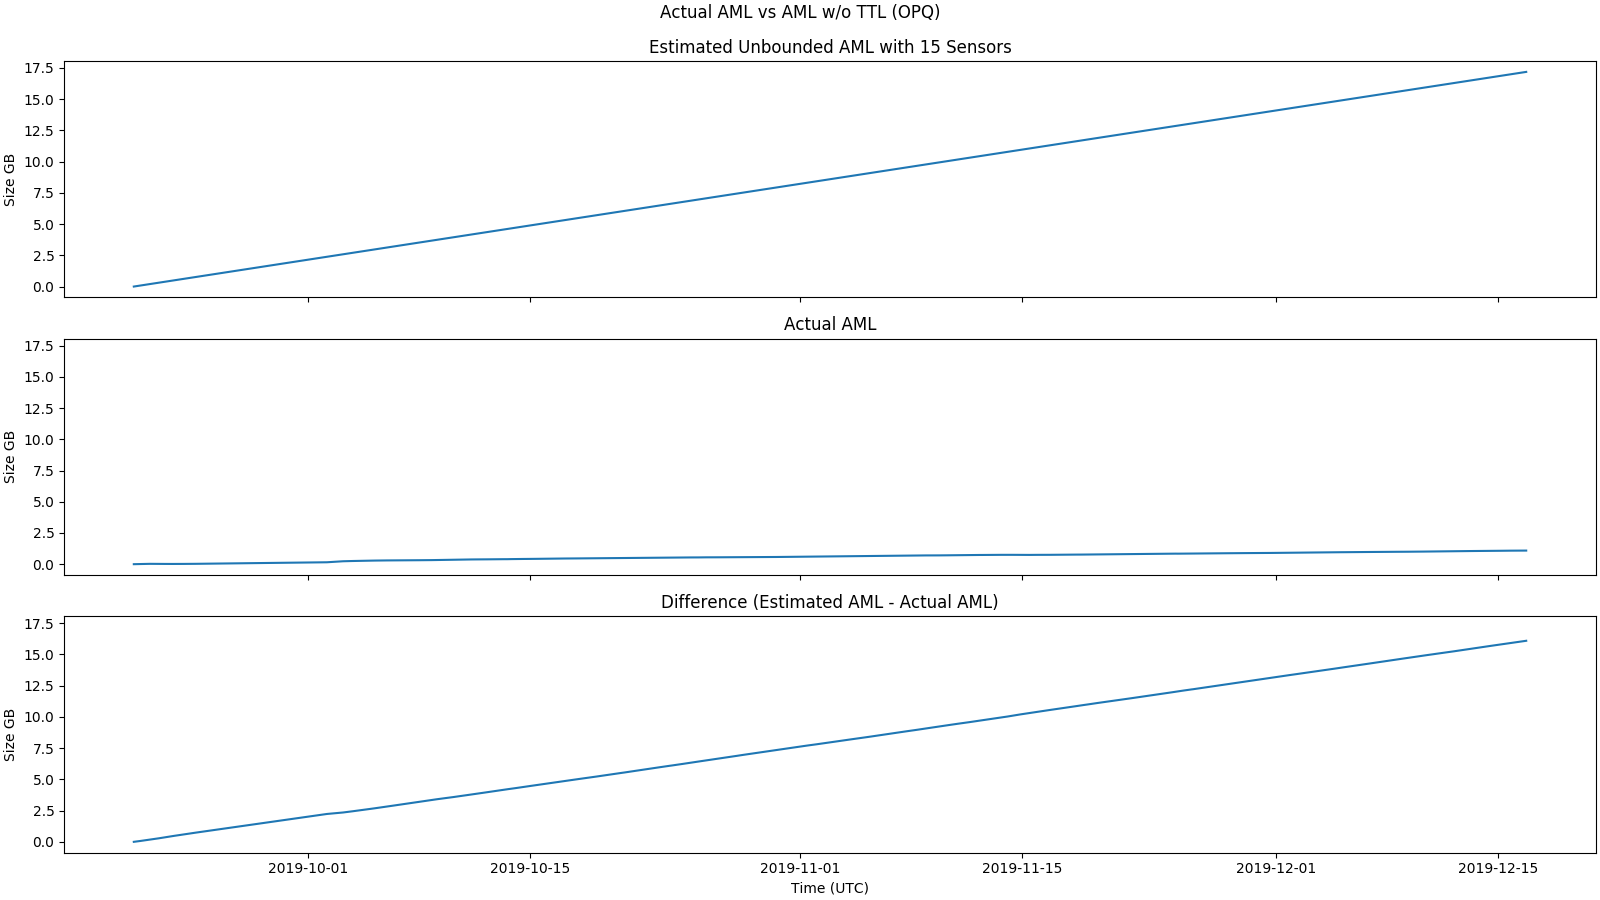 Actual AML vs AML w/o TTL (OPQ)
Estimated Unbounded AML with 15 Sensors
17.5
15.0
12.5
10.0
7.5
5.0
2.5
0.0
Size GB
Actual AML
17.5
15.0
12.5
10.0
7.5
5.0
2.5
0.0
Size GB
Difference (Estimated AML - Actual AML)
17.5
15.0
12.5
10.0
7.5
5.0
2.5
0.0
Size GB
2019-10-01 2019-10-15 2019-11-01 2019-11-15 2019-12-01 2019-12-15
Time (UTC)